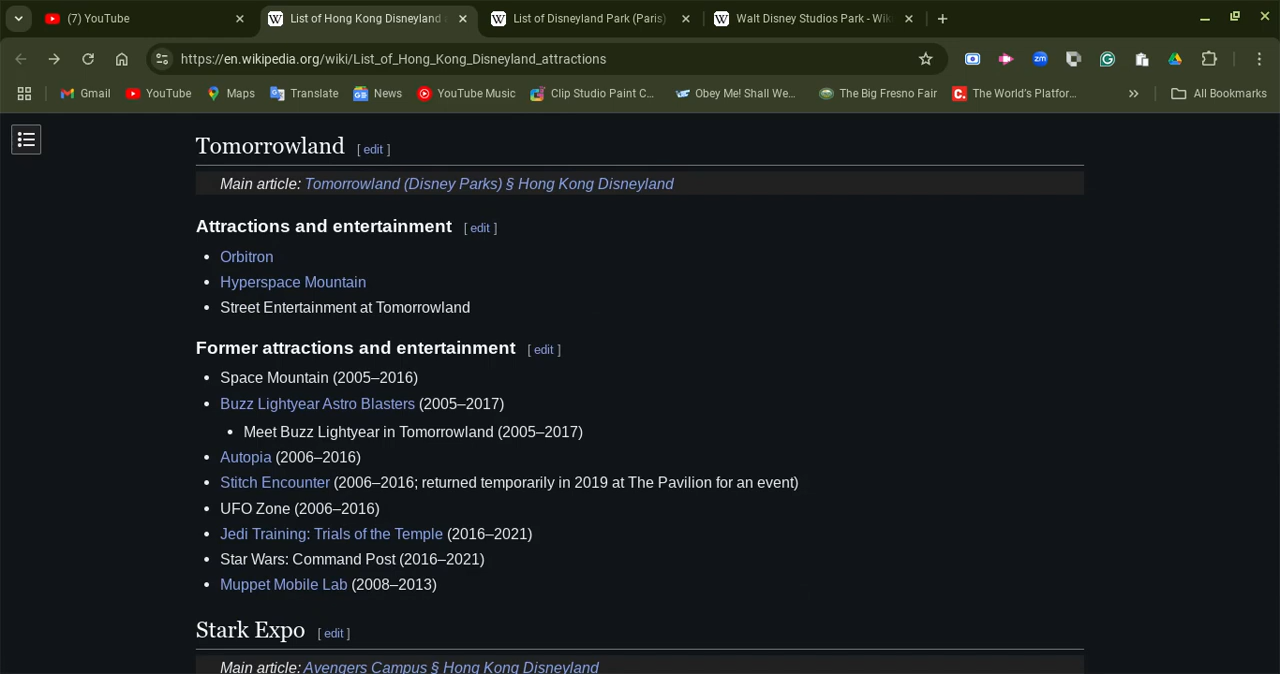 (7) YouTube
List of Hong Kong Disneyland
List of Disneyland Park (Paris)
Walt Disney Studios Park - Wik
https://en.wikipedia.org/wiki/List_of_Hong_Kong_Disneyland_attractions
Gmail
YouTube
Maps
Translate
News
YouTube Music
Clip Studio Paint C...
Obey Me! Shall We...
The Big Fresno Fair
The World's Platfor...
All Bookmarks
Tomorrowland [ edit ]
Main article: Tomorrowland (Disney Parks) § Hong Kong Disneyland
Attractions and entertainment [ edit ]
Orbitron
Hyperspace Mountain
Street Entertainment at Tomorrowland
Former attractions and entertainment [ edit ]
Space Mountain (2005–2016)
Buzz Lightyear Astro Blasters (2005–2017)
Meet Buzz Lightyear in Tomorrowland (2005–2017)
Autopia (2006–2016)
Stitch Encounter (2006–2016; returned temporarily in 2019 at The Pavilion for an event)
UFO Zone (2006–2016)
Jedi Training: Trials of the Temple (2016–2021)
Star Wars: Command Post (2016–2021)
Muppet Mobile Lab (2008–2013)
Stark Expo [ edit ]
Main article: Avengers Campus § Hong Kong Disneyland